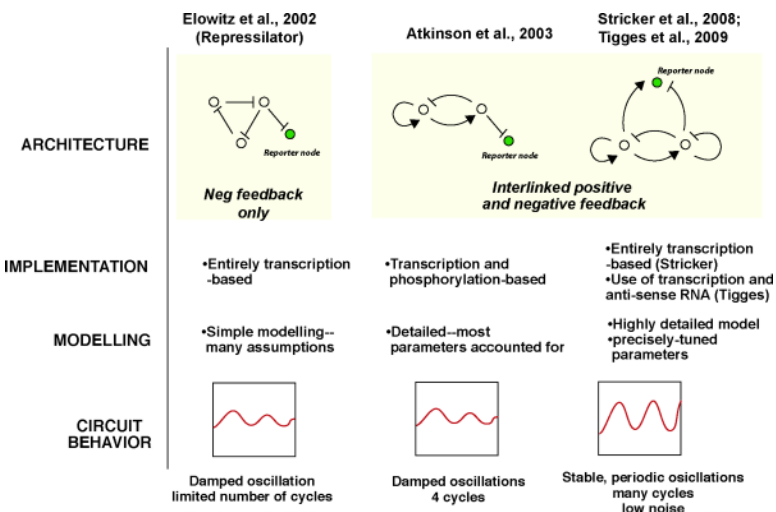 Elowitz et al., 2002
(Repressilator)
Atkinson et al., 2003
Stricker et al., 2008;
Tigges et al., 2009
ARCHITECTURE
Reporter node
Neg feedback
only
Reporter node
Reporter node
Interlinked positive
and negative feedback
IMPLEMENTATION
•Entirely transcription
-based
•Transcription and
phosphorylation-based
•Entirely transcription
-based (Stricker)
•Use of transcription and
anti-sense RNA (Tigges)
MODELLING
•Simple modelling--
many assumptions
•Detailed--most
parameters accounted for
•Highly detailed model
•precisely-tuned
parameters
CIRCUIT
BEHAVIOR
Damped oscillation
limited number of cycles
Damped oscillations
4 cycles
Stable, periodic osicllations
many cycles
low noise